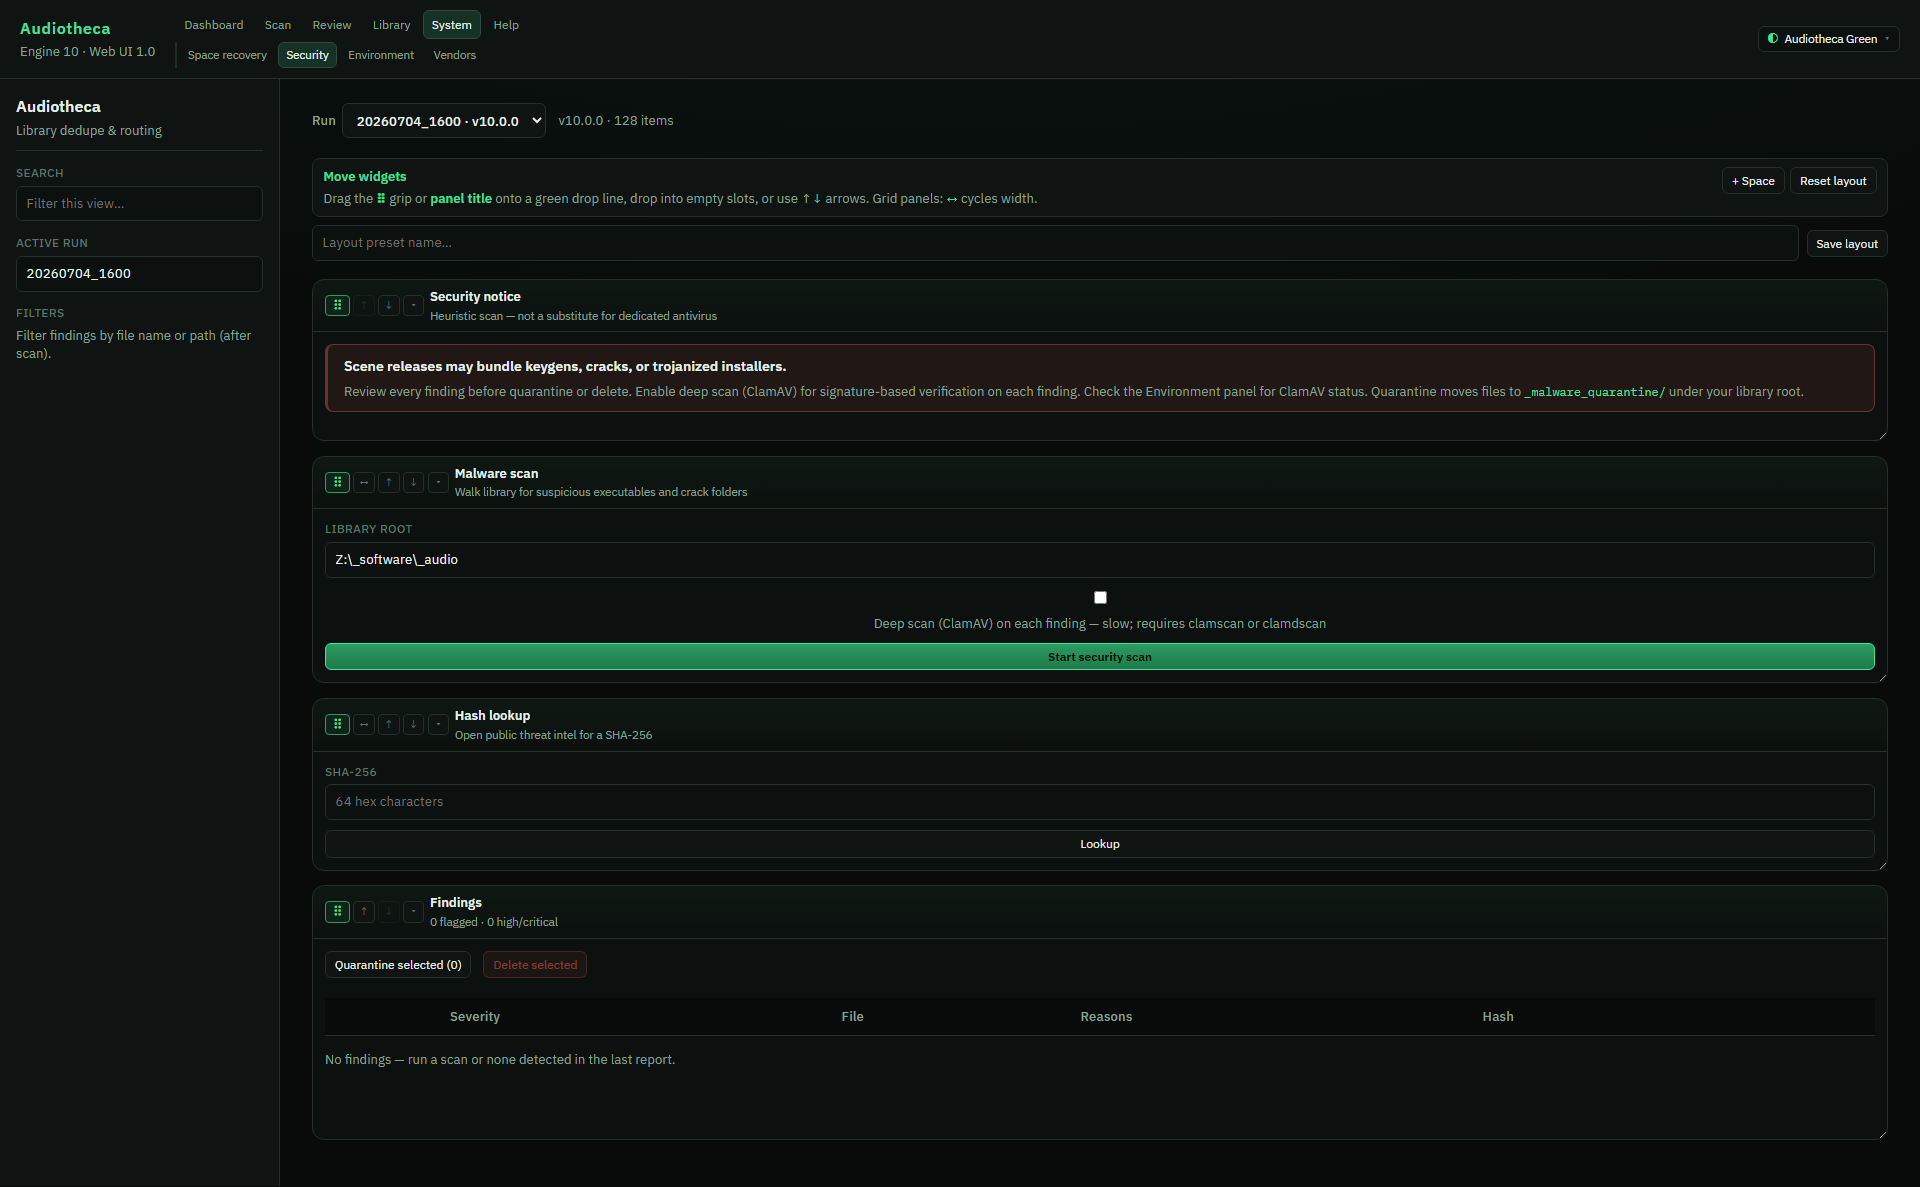 Audiotheca
Engine 10 · Web UI 1.0
Dashboard Scan Review Library System Help
Space recovery Security Environment Vendors
Audiotheca Green
Audiotheca
Library dedupe & routing
SEARCH
Filter this view...
ACTIVE RUN
20260704_1600
FILTERS
Filter findings by file name or path (after
scan).
Run 20260704_1600 · v10.0.0 v10.0.0 · 128 items
Move widgets
Drag the ⠿ grip or panel title onto a green drop line, drop into empty slots, or use ↑ ↓ arrows. Grid panels: ↔ cycles width.
+ Space Reset layout
Layout preset name...
Save layout
Security notice
Heuristic scan — not a substitute for dedicated antivirus
Scene releases may bundle keygens, cracks, or trojanized installers.
Review every finding before quarantine or delete. Enable deep scan (ClamAV) for signature-based verification on each finding. Check the Environment panel for ClamAV status. Quarantine moves files to _malware_quarantine/ under your library root.
Malware scan
Walk library for suspicious executables and crack folders
LIBRARY ROOT
Z:\_software\_audio
Deep scan (ClamAV) on each finding — slow; requires clamscan or clamdscan
Start security scan
Hash lookup
Open public threat intel for a SHA-256
SHA-256
64 hex characters
Lookup
Findings
0 flagged · 0 high/critical
Quarantine selected (0) Delete selected
Severity File Reasons Hash
No findings — run a scan or none detected in the last report.